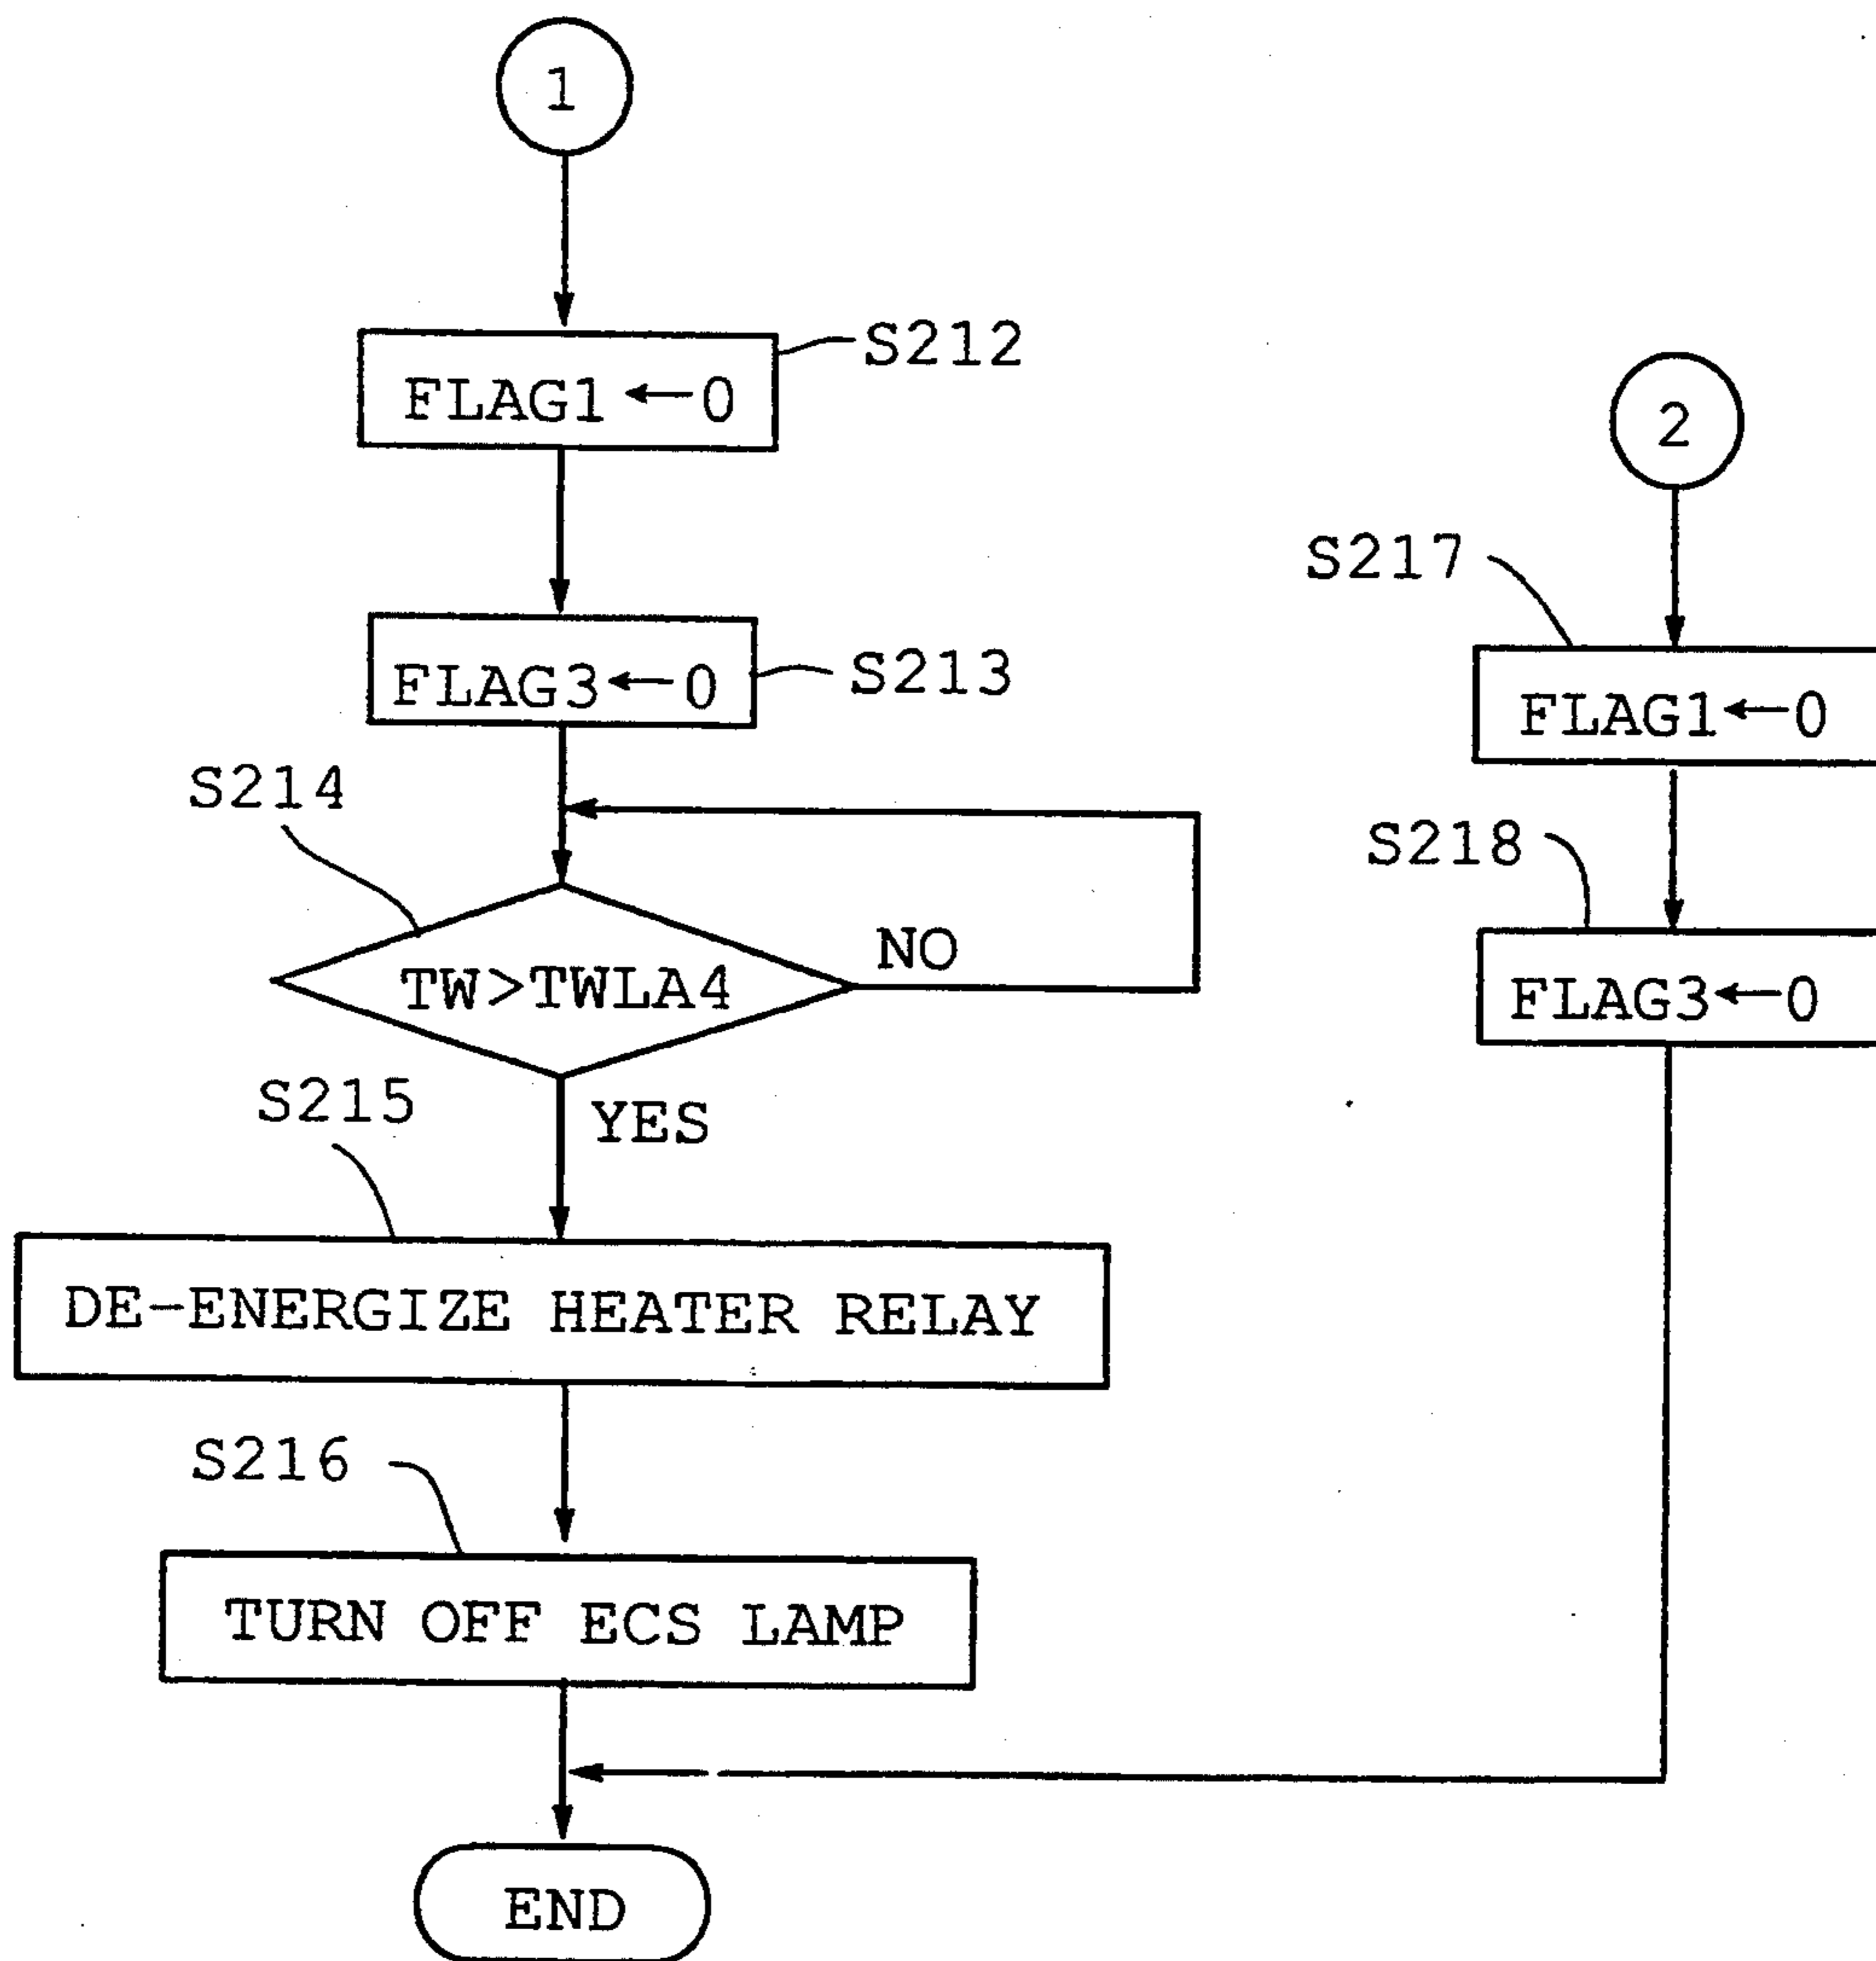 1
S212
FLAG1←0
S213
FLAG3←0
S214
TW>TWLA4
NO
YES
S215
DE-ENERGIZE HEATER RELAY
S216
TURN OFF ECS LAMP
END
2
S217
FLAG1←0
S218
FLAG3←0